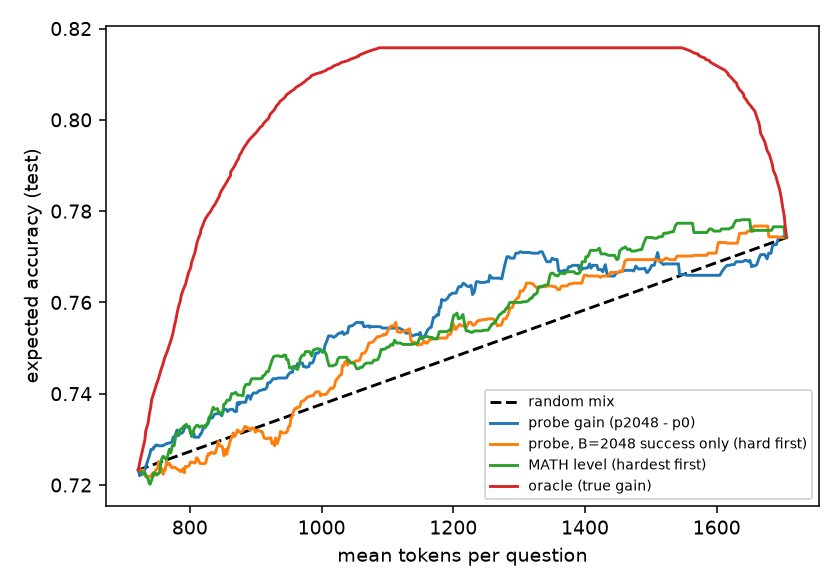 0.82
0.80
0.78
0.76
0.74
0.72
expected accuracy (test)
800
1000
1200
1400
1600
mean tokens per question
random mix
probe gain (p2048 - p0)
probe, B=2048 success only (hard first)
MATH level (hardest first)
oracle (true gain)